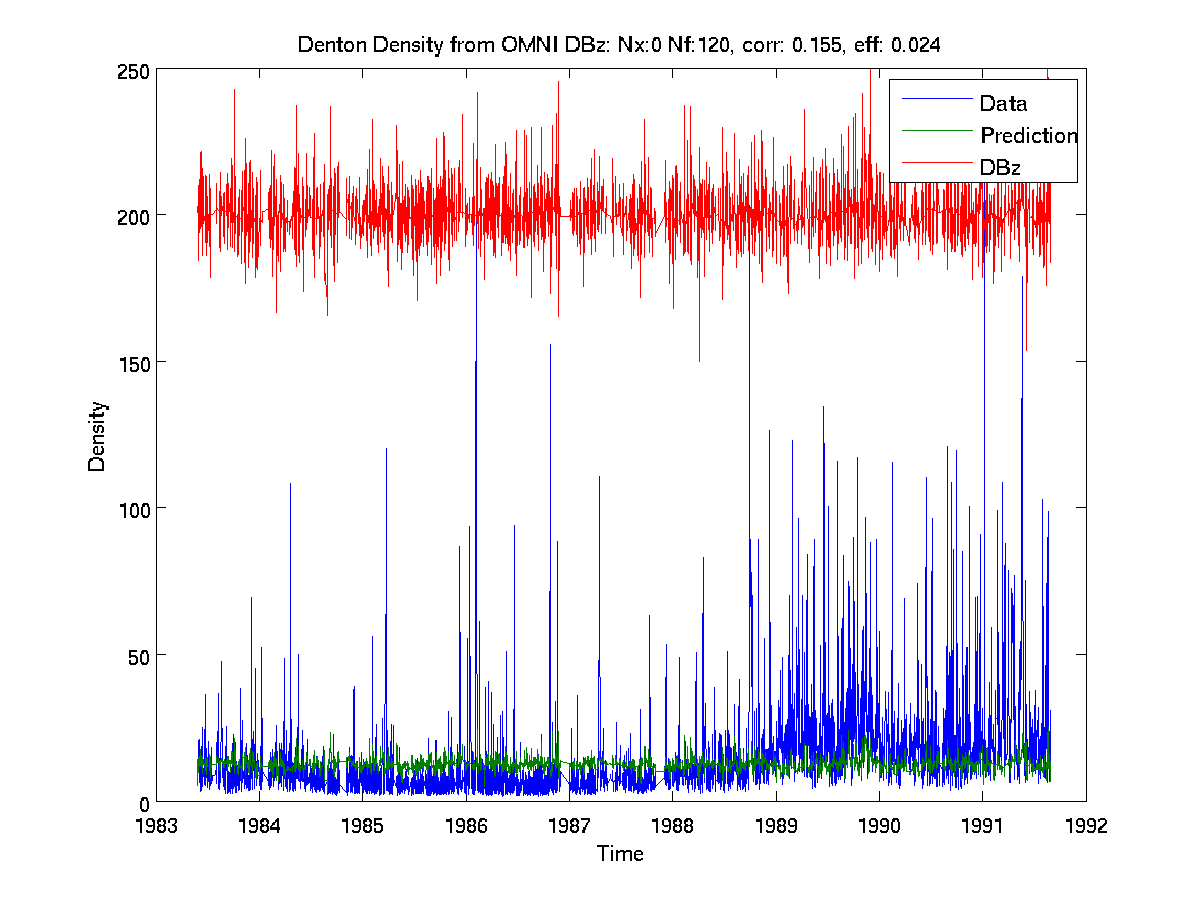 Denton Density from OMNI DBz: Nx:0 Nf:120, corr: 0.155, eff: 0.024
250
200
150
100
50
0
Density
Data
Prediction
DBz
1983 1984 1985 1986 1987 1988 1989 1990 1991 1992
Time